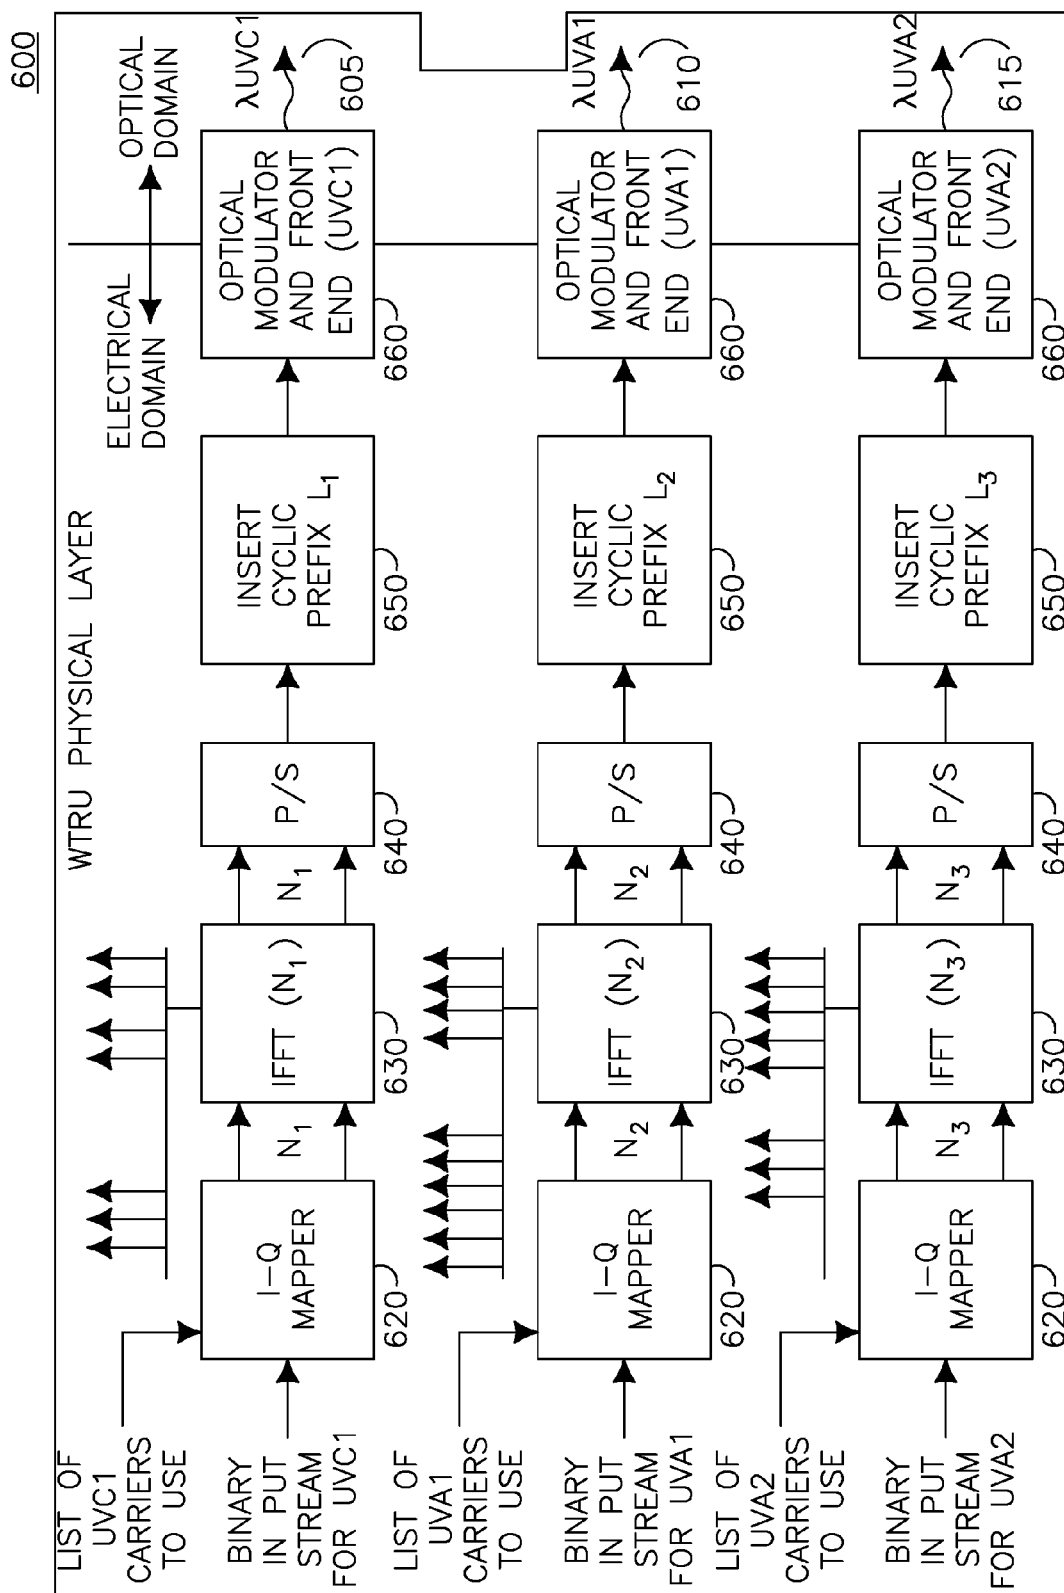 600
WTRU PHYSICAL LAYER
ELECTRICAL
DOMAIN
OPTICAL
DOMAIN
LIST OF
UVC1
CARRIERS
TO USE
BINARY
IN PUT
STREAM
FOR UVC1
I-Q
MAPPER
620
N1
IFFT (N1)
630
N1
P/S
640
INSERT
CYCLIC
PREFIX L1
650
OPTICAL
MODULATOR
AND FRONT
END (UVC1)
660
λUVC1
605
LIST OF
UVA1
CARRIERS
TO USE
BINARY
IN PUT
STREAM
FOR UVA1
I-Q
MAPPER
620
N2
IFFT (N2)
630
N2
P/S
640
INSERT
CYCLIC
PREFIX L2
650
OPTICAL
MODULATOR
AND FRONT
END (UVA1)
660
λUVA1
610
LIST OF
UVA2
CARRIERS
TO USE
BINARY
IN PUT
STREAM
FOR UVA2
I-Q
MAPPER
620
N3
IFFT (N3)
630
N3
P/S
640
INSERT
CYCLIC
PREFIX L3
650
OPTICAL
MODULATOR
AND FRONT
END (UVA2)
660
λUVA2
615